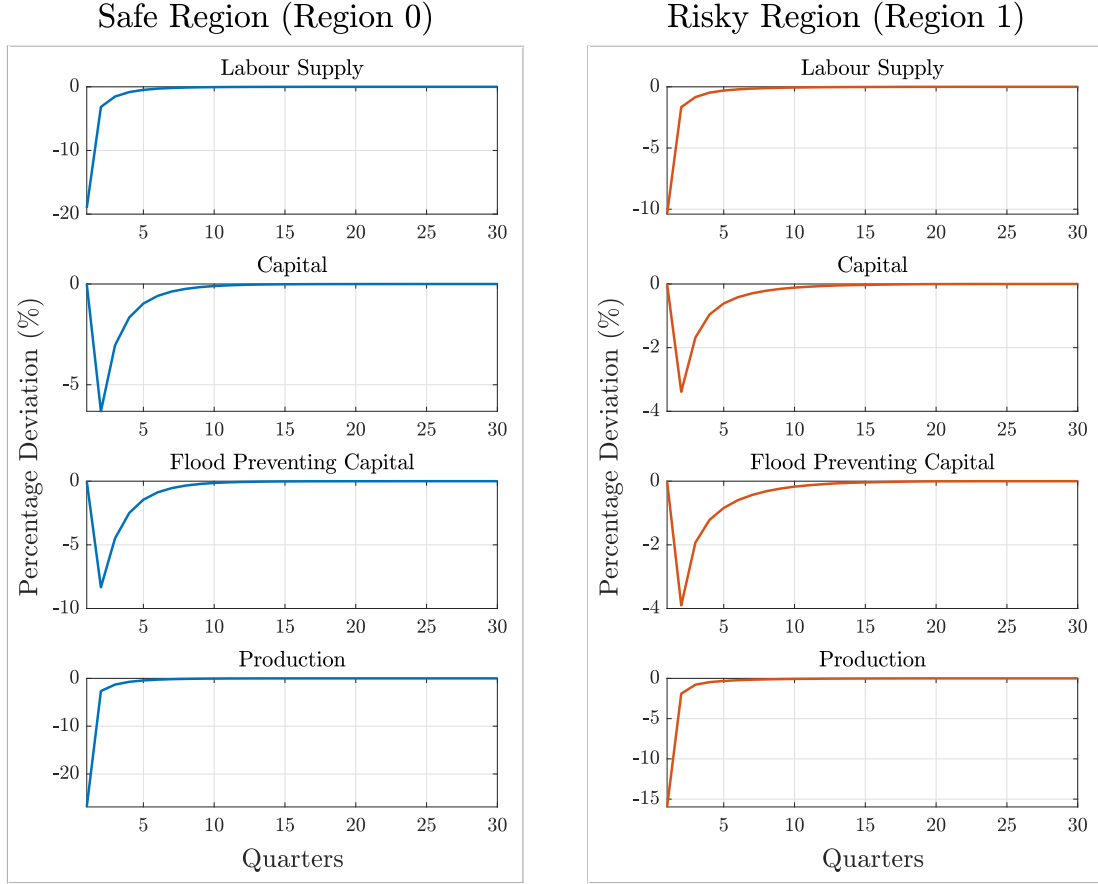 Safe Region (Region 0)
Labour Supply
0
-10
-20
5 10 15 20 25 30
Capital
0
-5
5 10 15 20 25 30
Flood Preventing Capital
0
-5
-10
5 10 15 20 25 30
Production
0
-10
-20
5 10 15 20 25 30
Percentage Deviation (%)
Quarters
Risky Region (Region 1)
Labour Supply
0
-5
-10
5 10 15 20 25 30
Capital
0
-2
-4
5 10 15 20 25 30
Flood Preventing Capital
0
-2
-4
5 10 15 20 25 30
Production
0
-5
-10
-15
5 10 15 20 25 30
Percentage Deviation (%)
Quarters